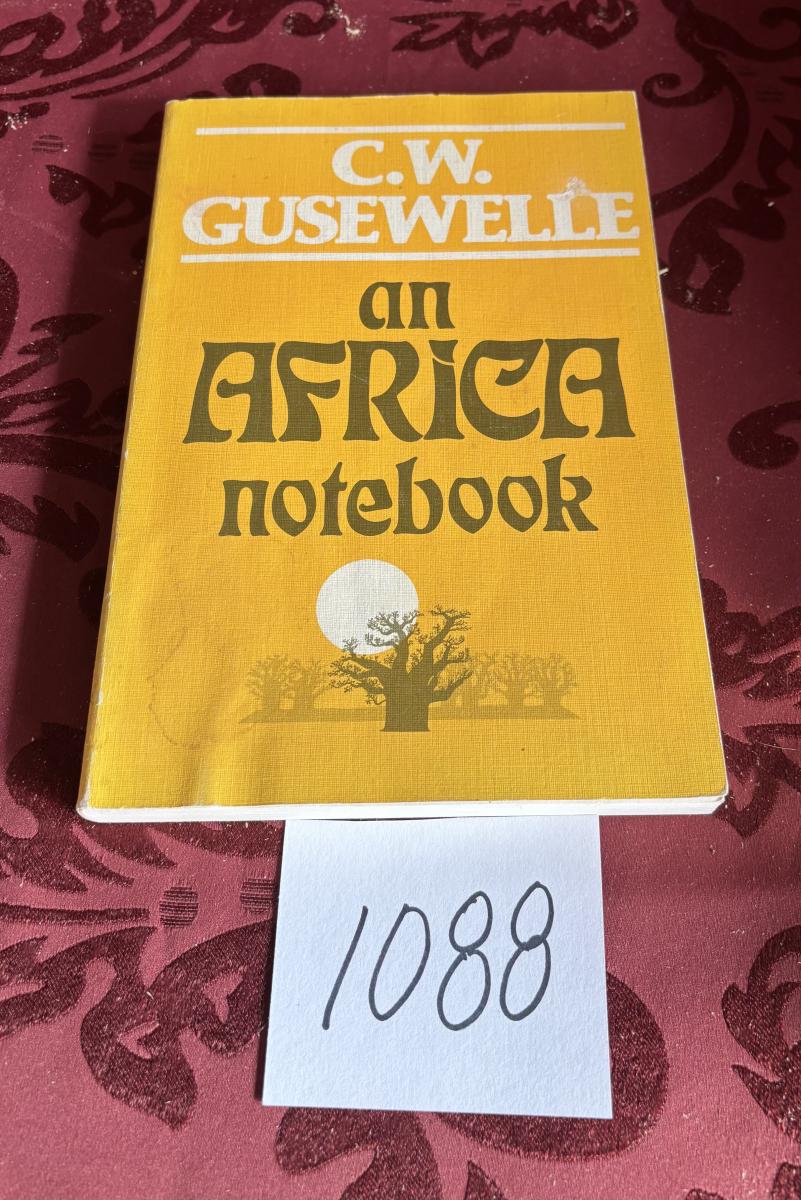 C.W.
GUSEWELLE
an
AFRiCA
notebook
1088